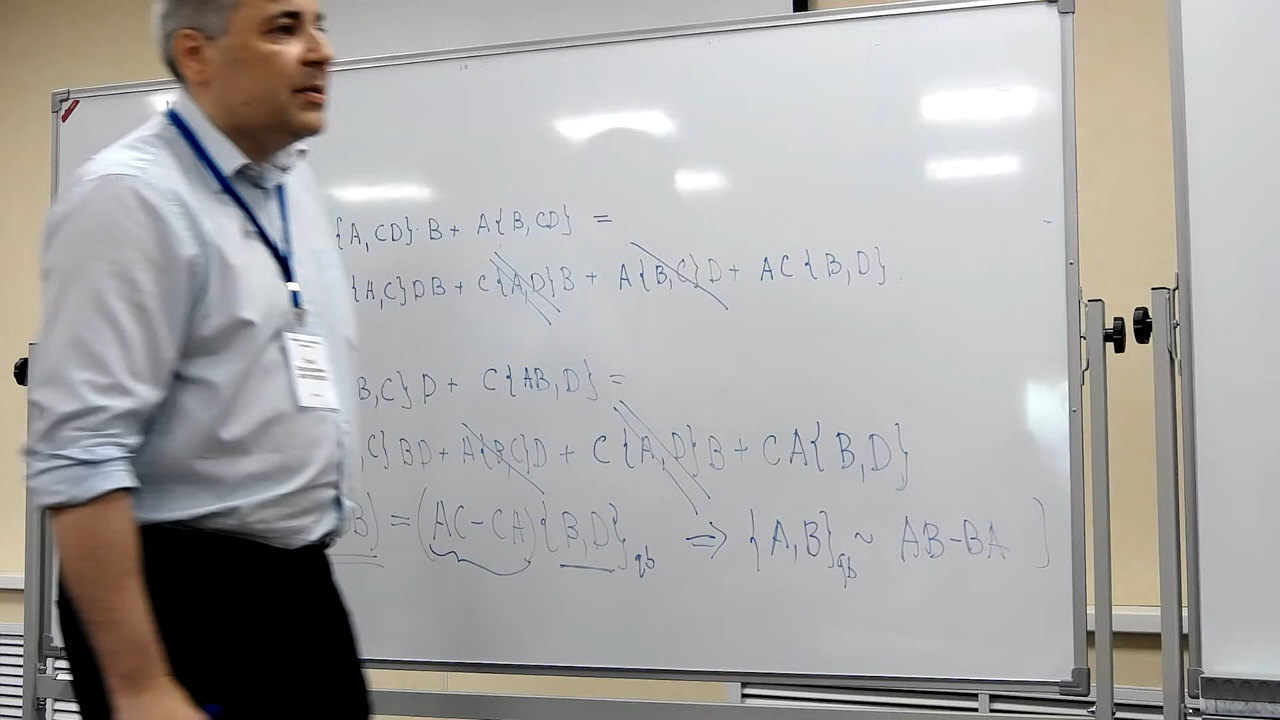 {A,CD}·B + A{B,CD} =
{A,C}DB + C{A,D}B + A{B,C}D + AC{B,D}.
B,C}D + C{AB,D} =
,C}BD + A{B,C}D + C{A,D}B + CA{B,D}
B) = (AC-CA){B,D}qb ⇒ {A,B}qb ~ AB-BA ]